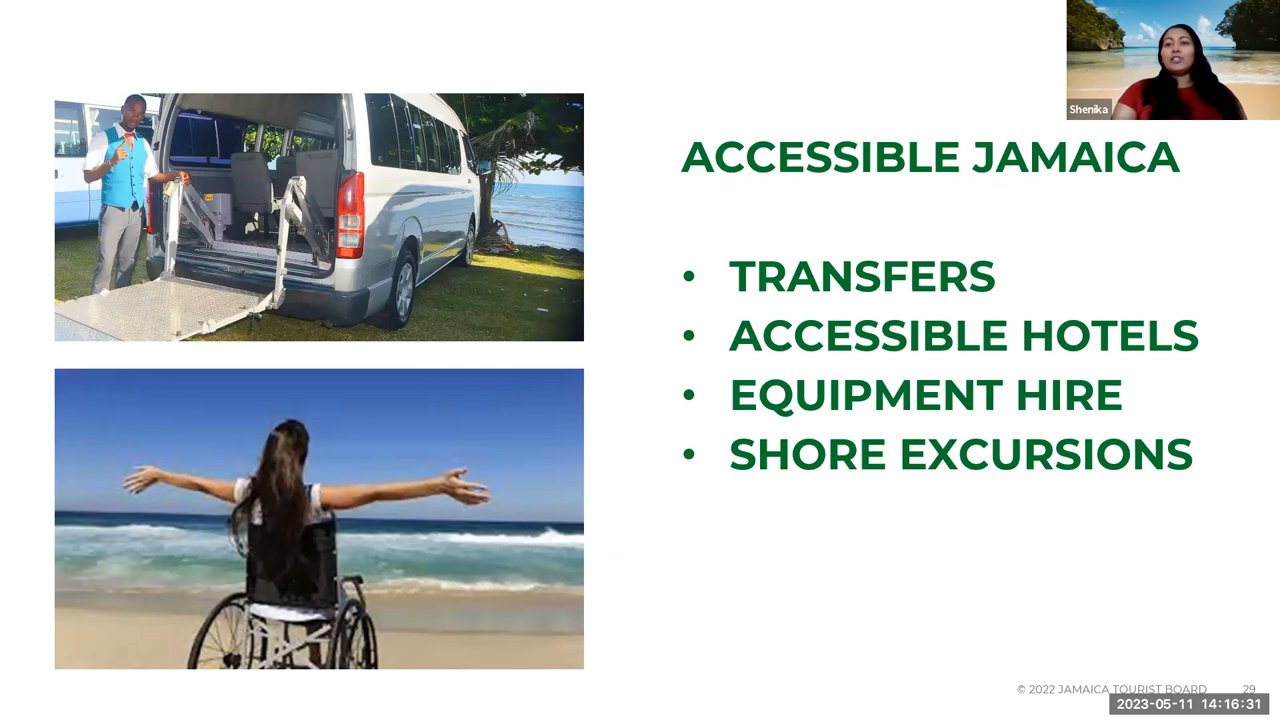 Shenika
ACCESSIBLE JAMAICA
• TRANSFERS
• ACCESSIBLE HOTELS
• EQUIPMENT HIRE
• SHORE EXCURSIONS
© 2022 JAMAICA TOURIST BOARD 29
2023-05-11 14:16:31